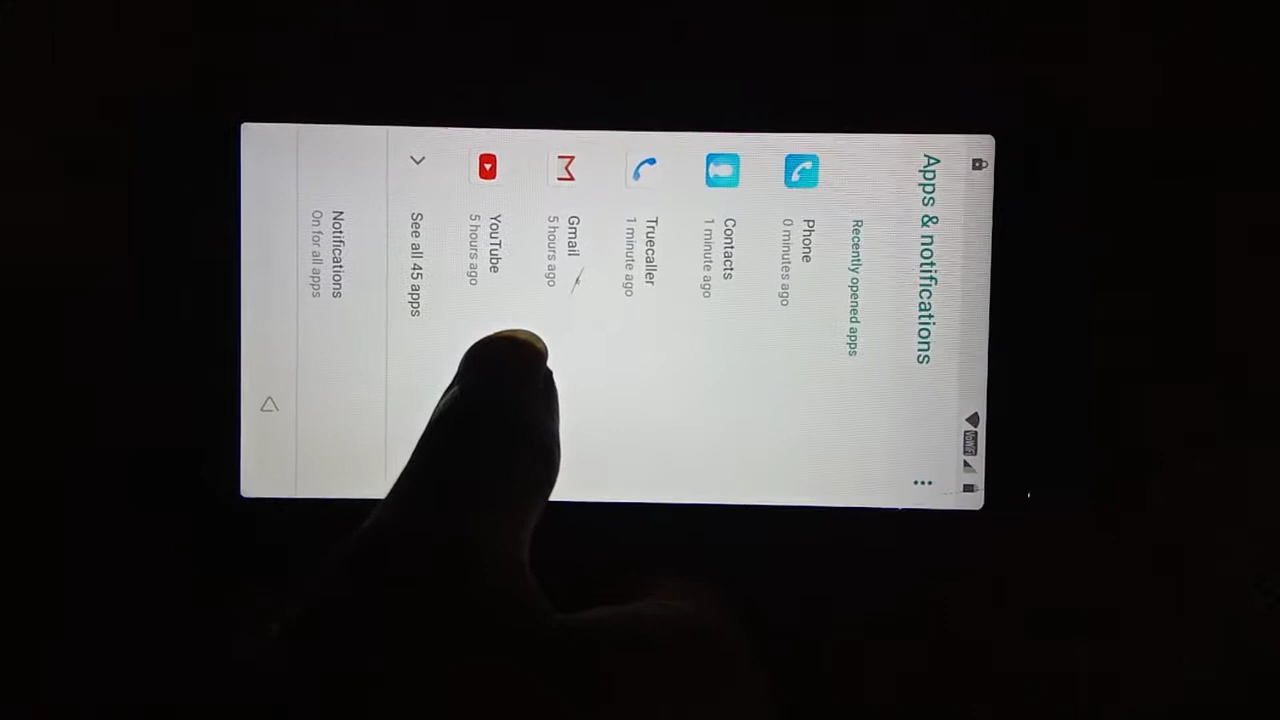 VoWiFi
Apps & notifications
Recently opened apps
Phone
0 minutes ago
Contacts
1 minute ago
Truecaller
1 minute ago
Gmail
5 hours ago
YouTube
5 hours ago
See all 45 apps
Notifications
On for all apps